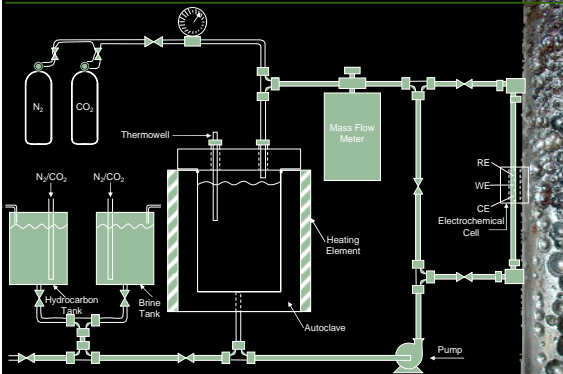 N2
CO2
Thermowell
Mass Flow
Meter
N2/CO2
N2/CO2
RE
WE
CE
Electrochemical
Cell
Heating
Element
Hydrocarbon
Tank
Brine
Tank
Autoclave
Pump